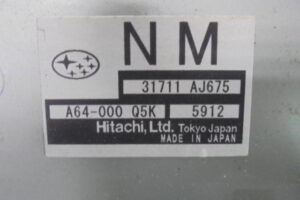 NM
31711 AJ675
A64-000 Q5K 5912
Hitachi, Ltd. Tokyo Japan
MADE IN JAPAN